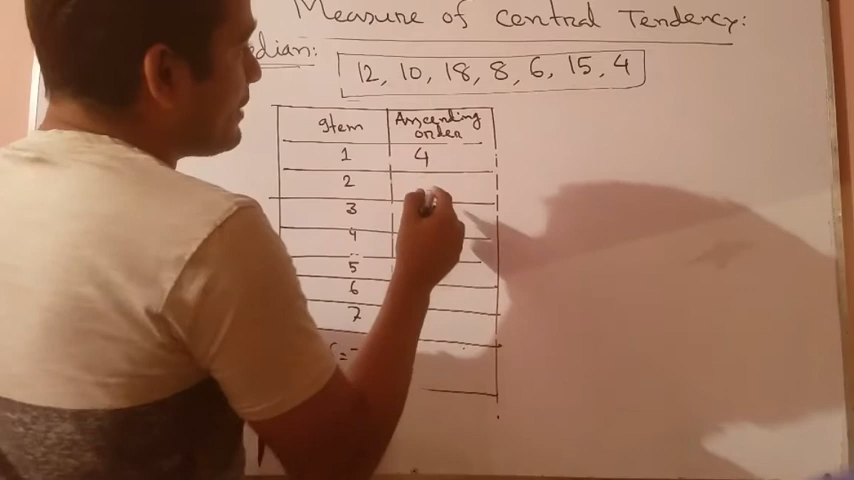 Measure of central Tendency:
edian:
12, 10, 18, 8, 6, 15, 4
Item Ascending order
1 4
2
3
4
5
6
7